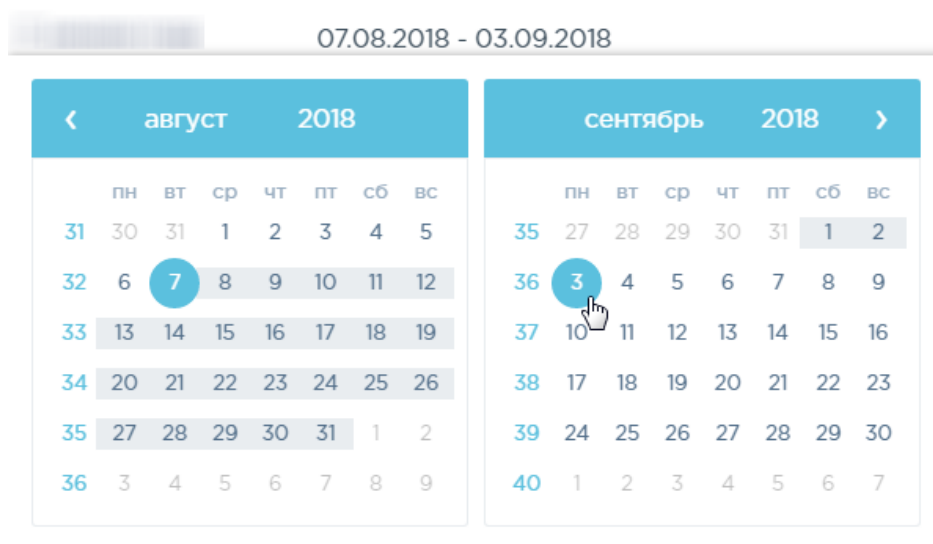 07.08.2018 - 03.09.2018
‹ август 2018
пн вт ср чт пт сб вс
31 30 31 1 2 3 4 5
32 6 7 8 9 10 11 12
33 13 14 15 16 17 18 19
34 20 21 22 23 24 25 26
35 27 28 29 30 31 1 2
36 3 4 5 6 7 8 9
сентябрь 2018 ›
пн вт ср чт пт сб вс
35 27 28 29 30 31 1 2
36 3 4 5 6 7 8 9
37 10 11 12 13 14 15 16
38 17 18 19 20 21 22 23
39 24 25 26 27 28 29 30
40 1 2 3 4 5 6 7